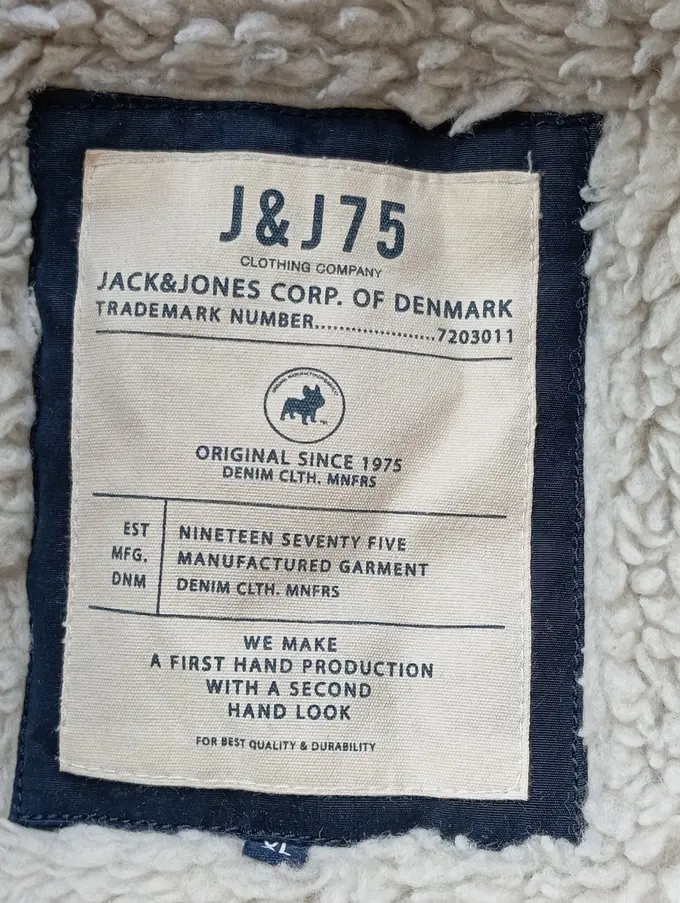 J&J75
CLOTHING COMPANY
JACK&JONES CORP. OF DENMARK
TRADEMARK NUMBER.....................7203011
ORIGINAL SINCE 1975
DENIM CLTH. MNFRS
EST NINETEEN SEVENTY FIVE
MFG. MANUFACTURED GARMENT
DNM DENIM CLTH. MNFRS
WE MAKE
A FIRST HAND PRODUCTION
WITH A SECOND
HAND LOOK
FOR BEST QUALITY & DURABILITY
XL